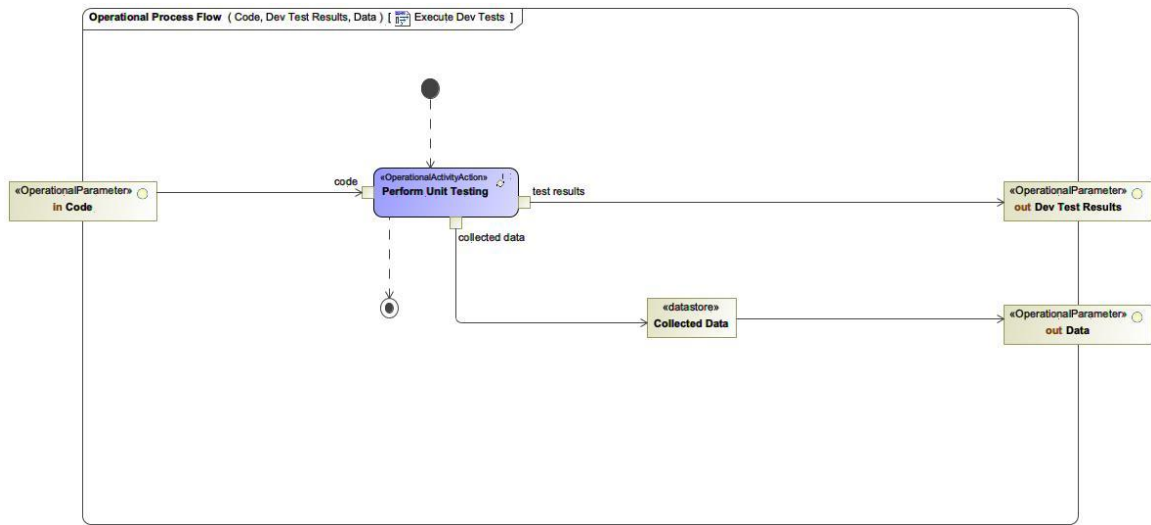 Operational Process Flow ( Code, Dev Test Results, Data ) [ Execute Dev Tests ]
«OperationalParameter»
in Code
code
«OperationalActivityAction»
Perform Unit Testing
test results
collected data
«OperationalParameter»
out Dev Test Results
«datastore»
Collected Data
«OperationalParameter»
out Data